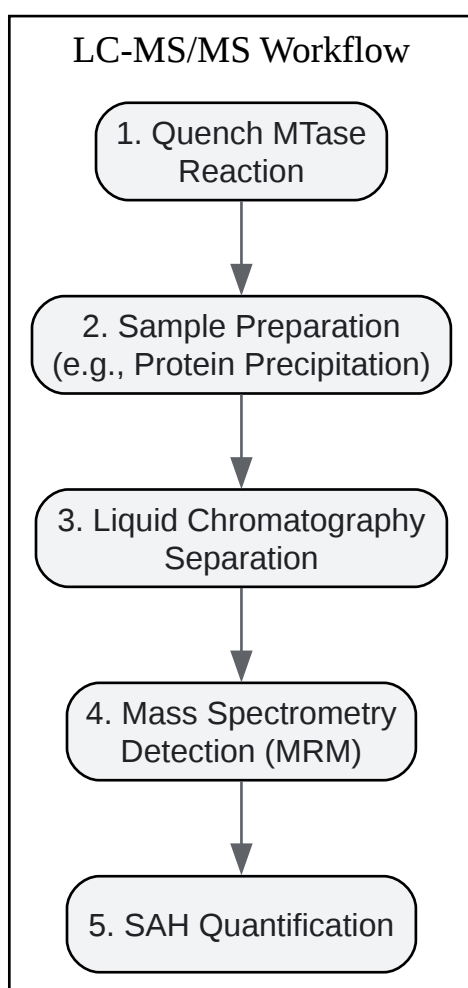 LC-MS/MS Workflow
1. Quench MTase
Reaction
2. Sample Preparation
(e.g., Protein Precipitation)
3. Liquid Chromatography
Separation
4. Mass Spectrometry
Detection (MRM)
5. SAH Quantification